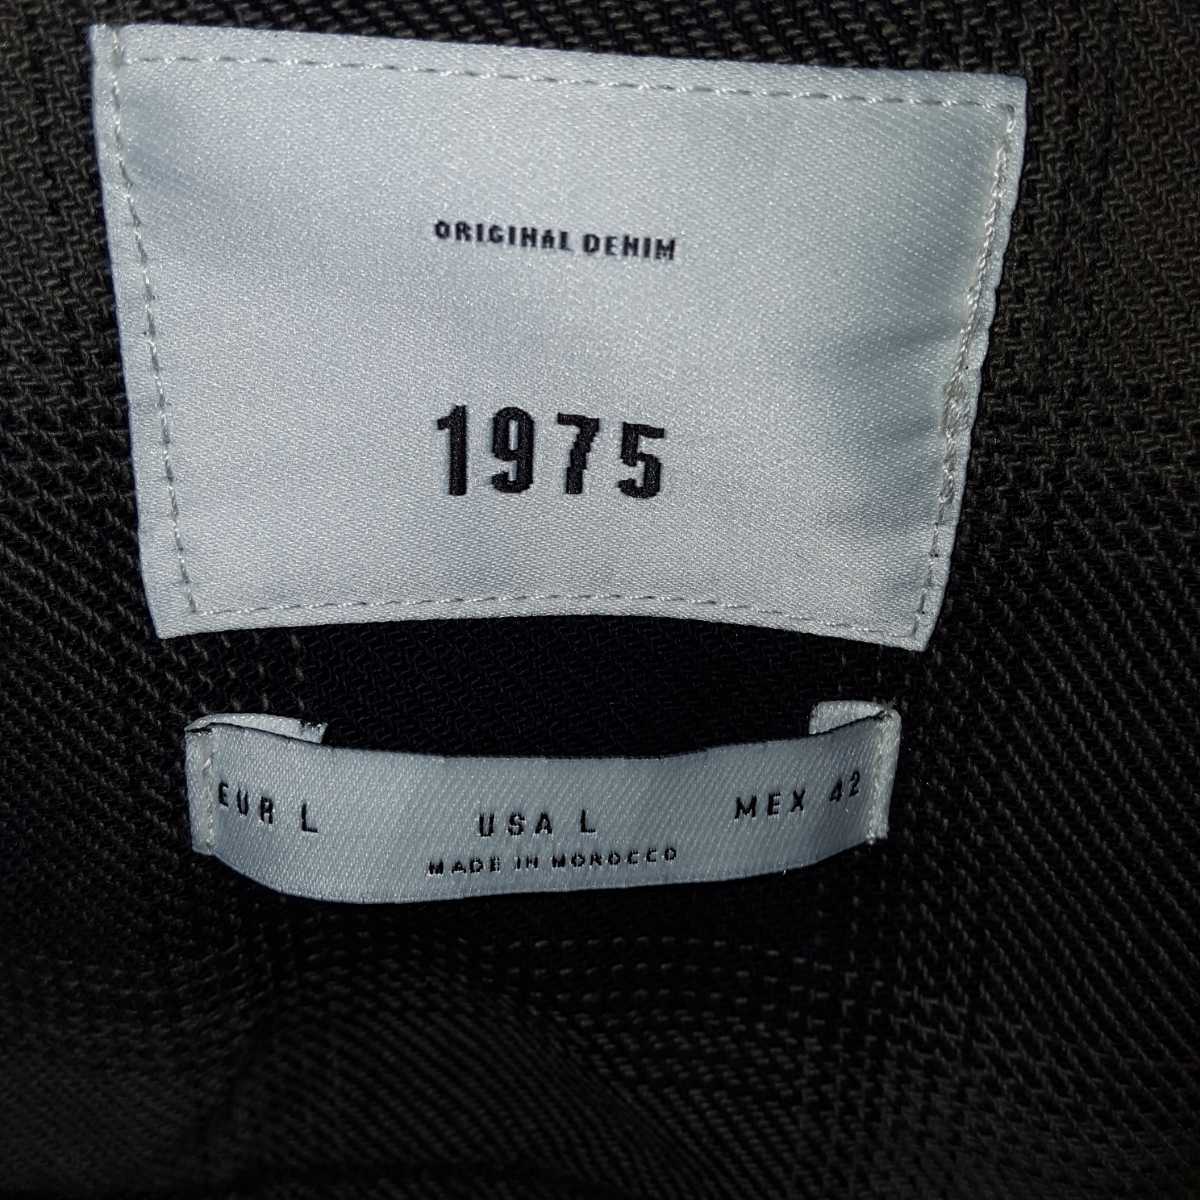 ORIGINAL DENIM
1975
EUR L USA L MEX 42
MADE IN MOROCCO